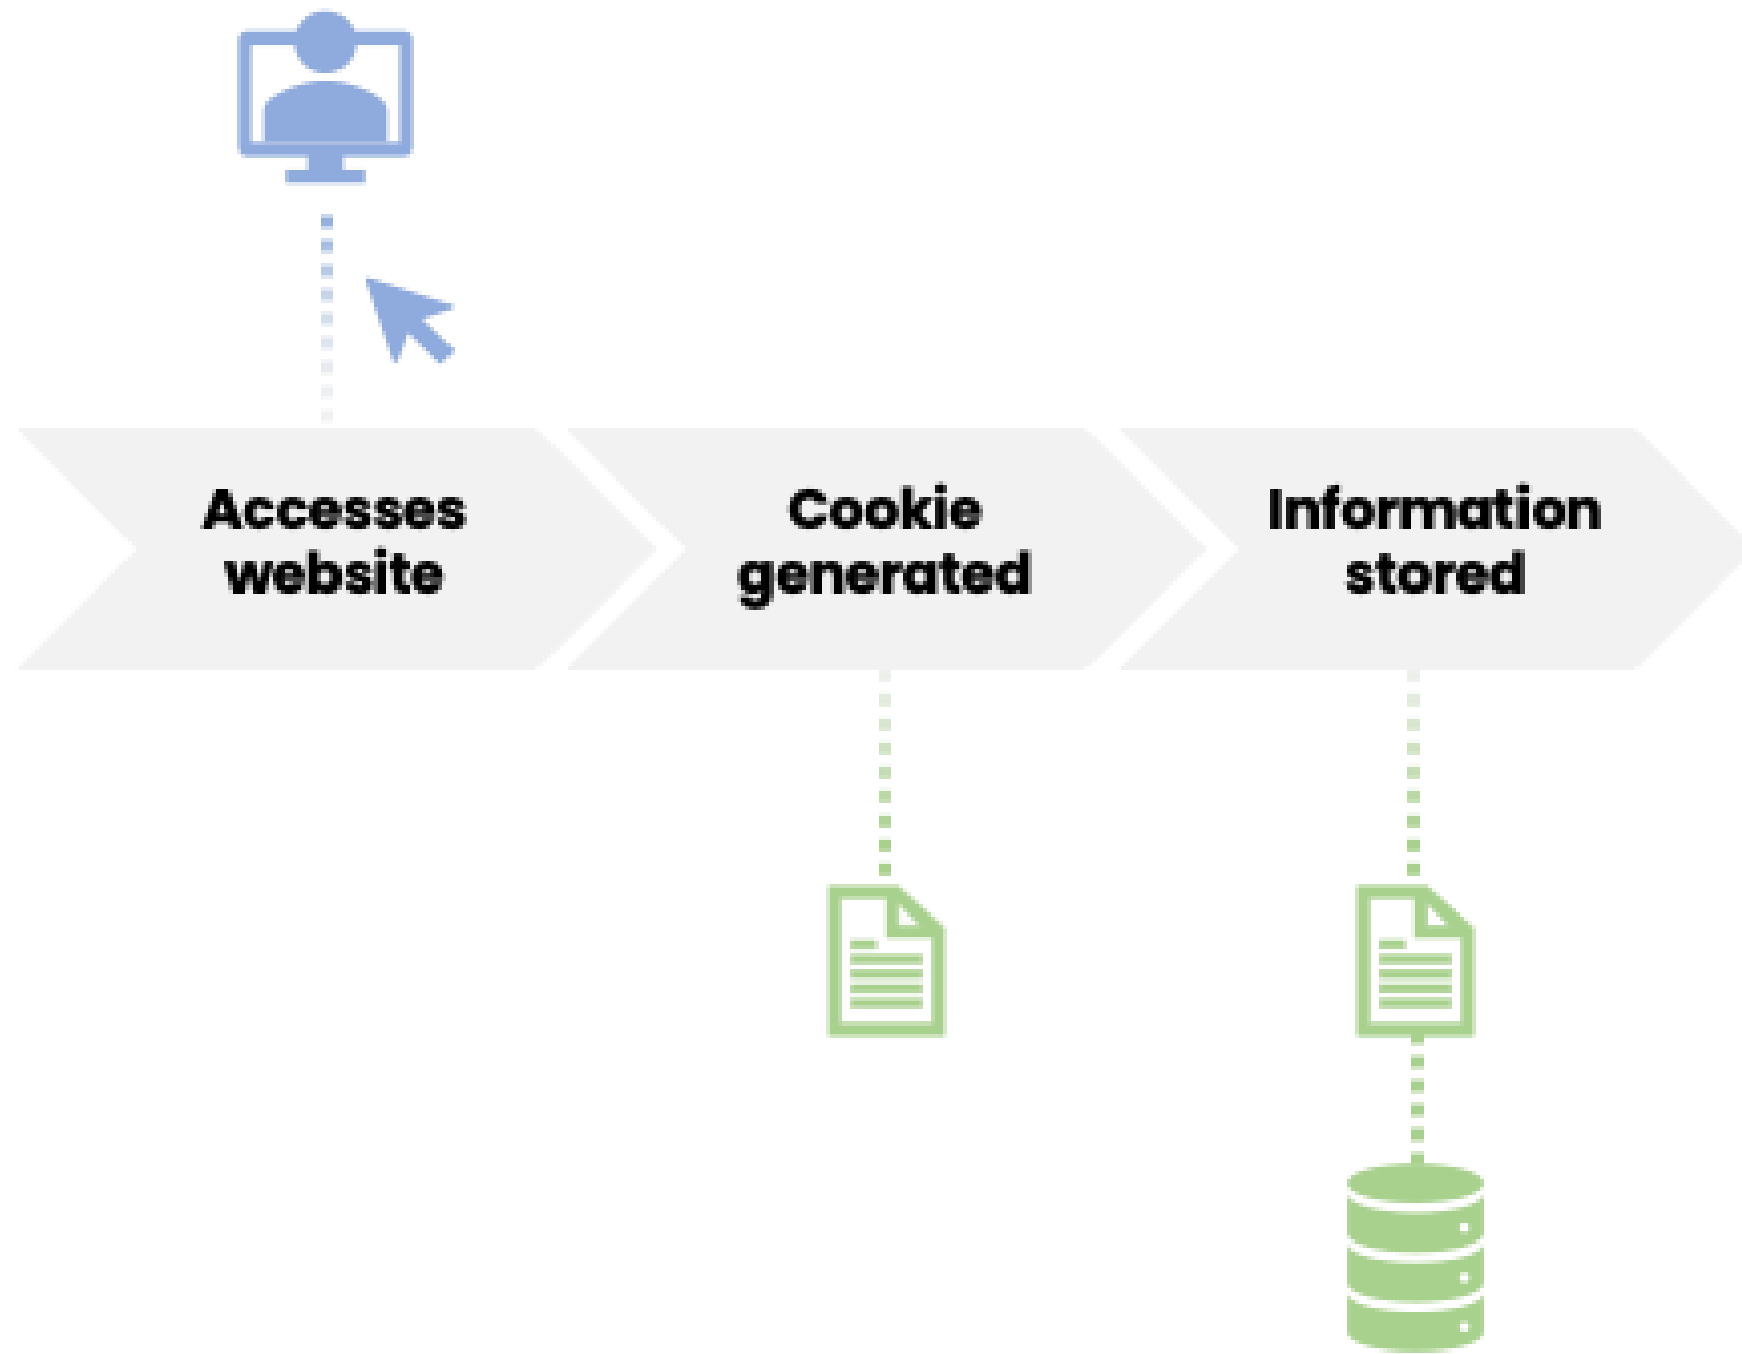 Accesses
website
Cookie
generated
Information
stored